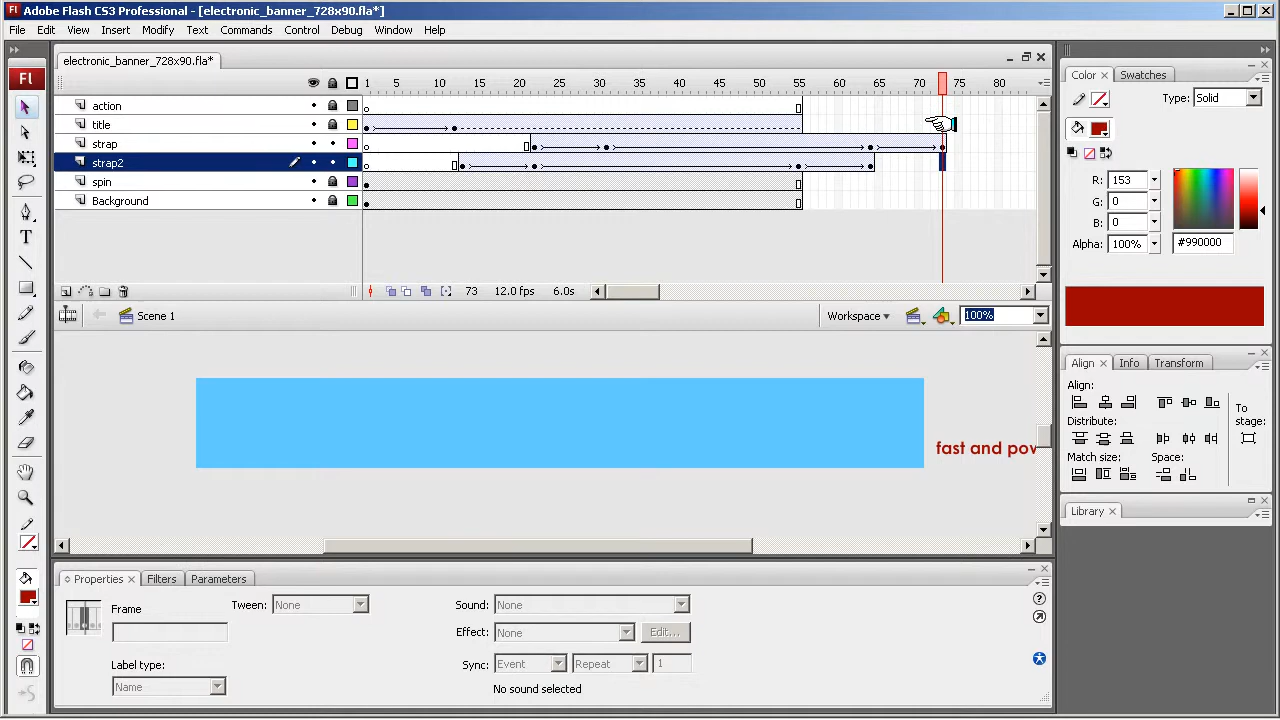 Adobe Flash CS3 Professional - [electronic_banner_728x90.fla*]
File Edit View Insert Modify Text Commands Control Debug Window Help
Fl
electronic_banner_728x90.fla*
1 5 10 15 20 25 30 35 40 45 50 55 60 65 70 75 80
action
title
strap
strap2
spin
Background
73 12.0 fps 6.0s
Scene 1 Workspace 100%
fast and pow
Properties Filters Parameters
Frame Tween: None Sound: None
Effect: None Edit...
Label type: Sync: Event Repeat 1
Name No sound selected
Color Swatches
Type: Solid
R: 153
G: 0
B: 0
Alpha: 100% #990000
Align Info Transform
Align:
To
stage:
Distribute:
Match size: Space:
Library